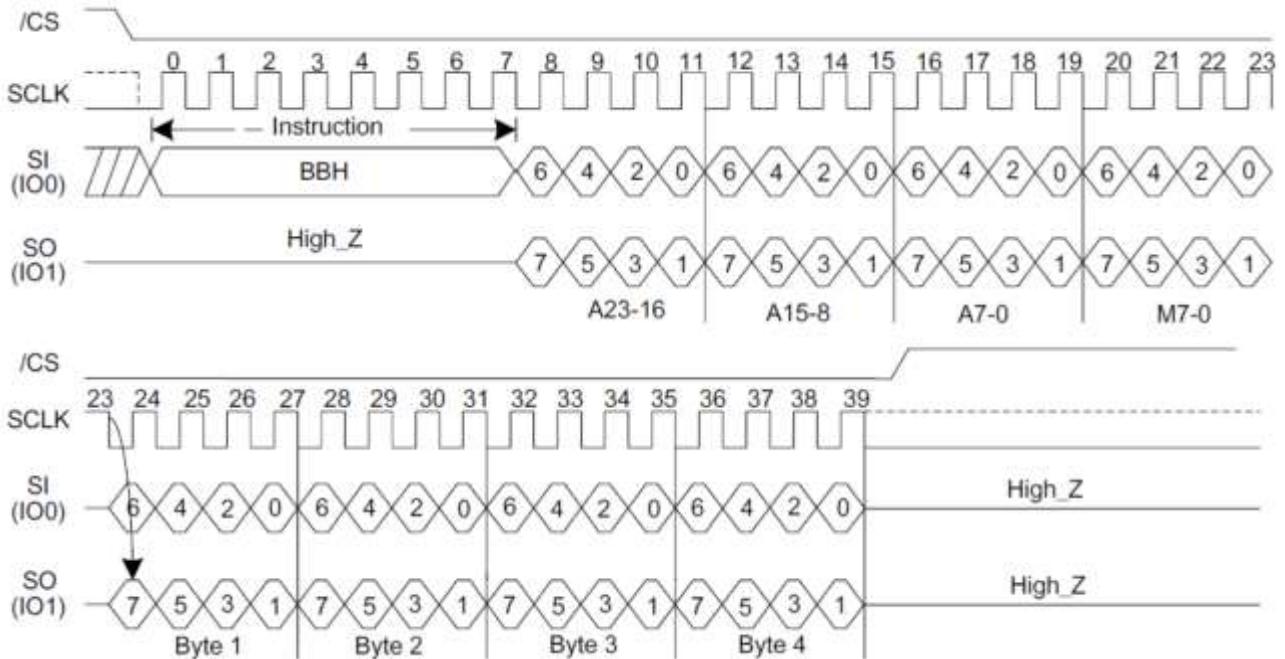 /CS
0 1 2 3 4 5 6 7 8 9 10 11 12 13 14 15 16 17 18 19 20 21 22 23
SCLK
Instruction
SI
(IO0)
BBH 6 4 2 0 6 4 2 0 6 4 2 0 6 4 2 0
SO
(IO1)
High_Z 7 5 3 1 7 5 3 1 7 5 3 1 7 5 3 1
A23-16 A15-8 A7-0 M7-0
/CS
23 24 25 26 27 28 29 30 31 32 33 34 35 36 37 38 39
SCLK
SI
(IO0)
6 4 2 0 6 4 2 0 6 4 2 0 6 4 2 0 High_Z
SO
(IO1)
7 5 3 1 7 5 3 1 7 5 3 1 7 5 3 1 High_Z
Byte 1 Byte 2 Byte 3 Byte 4